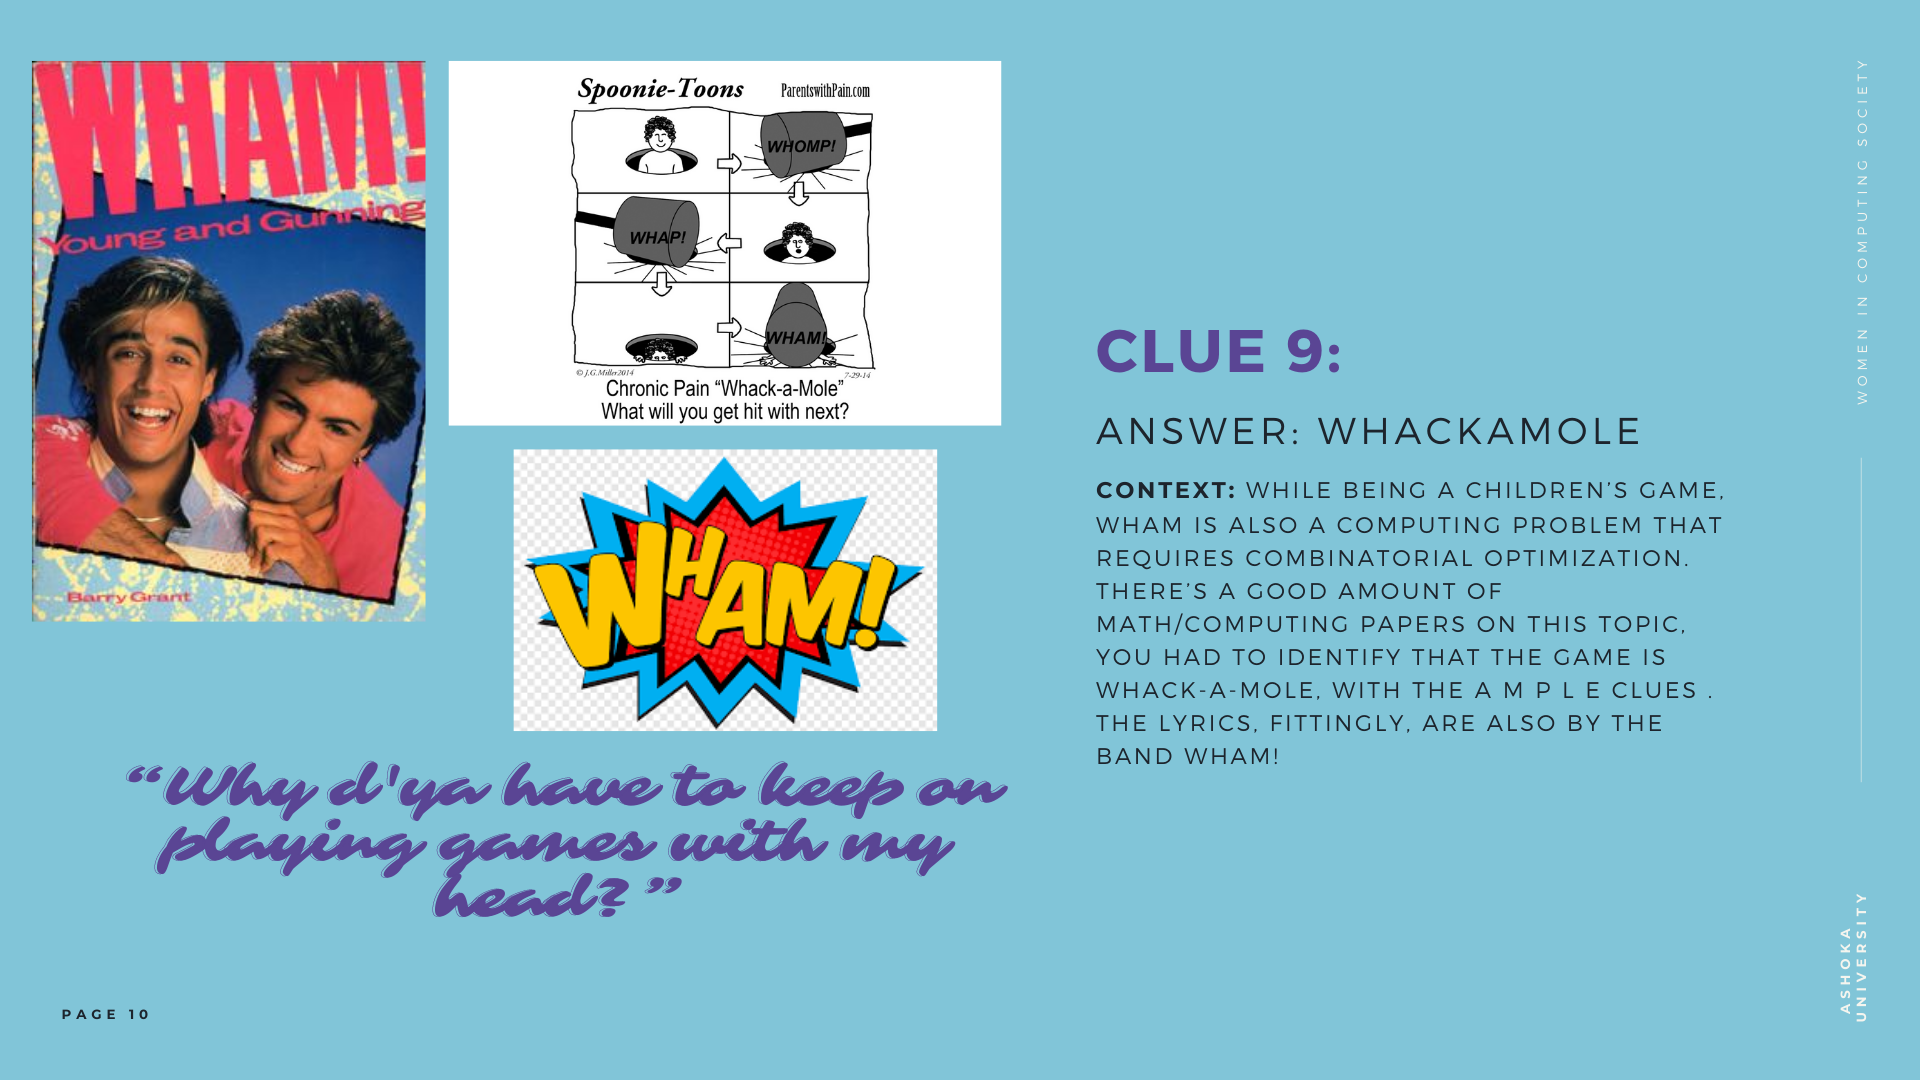 WHAM!
Young and Gunning
Barry Grant
Spoonie-Toons
ParentswithPain.com
WHOMP!
WHAP!
WHAM!
© J.G.Miller2014
7-29-14
Chronic Pain “Whack-a-Mole”
What will you get hit with next?
WHAM!
“Why d'ya have to keep on
playing games with my
head?”
PAGE 10
CLUE 9:
ANSWER: WHACKAMOLE
CONTEXT: WHILE BEING A CHILDREN’S GAME,
WHAM IS ALSO A COMPUTING PROBLEM THAT
REQUIRES COMBINATORIAL OPTIMIZATION.
THERE’S A GOOD AMOUNT OF
MATH/COMPUTING PAPERS ON THIS TOPIC,
YOU HAD TO IDENTIFY THAT THE GAME IS
WHACK-A-MOLE, WITH THE A M P L E CLUES .
THE LYRICS, FITTINGLY, ARE ALSO BY THE
BAND WHAM!
WOMEN IN COMPUTING SOCIETY
ASHOKA
UNIVERSITY